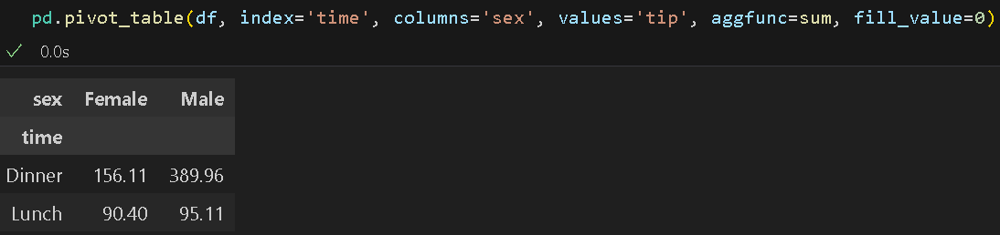 pd.pivot_table(df, index='time', columns='sex', values='tip', aggfunc=sum, fill_value=0)
0.0s
sex Female Male
time
Dinner 156.11 389.96
Lunch 90.40 95.11